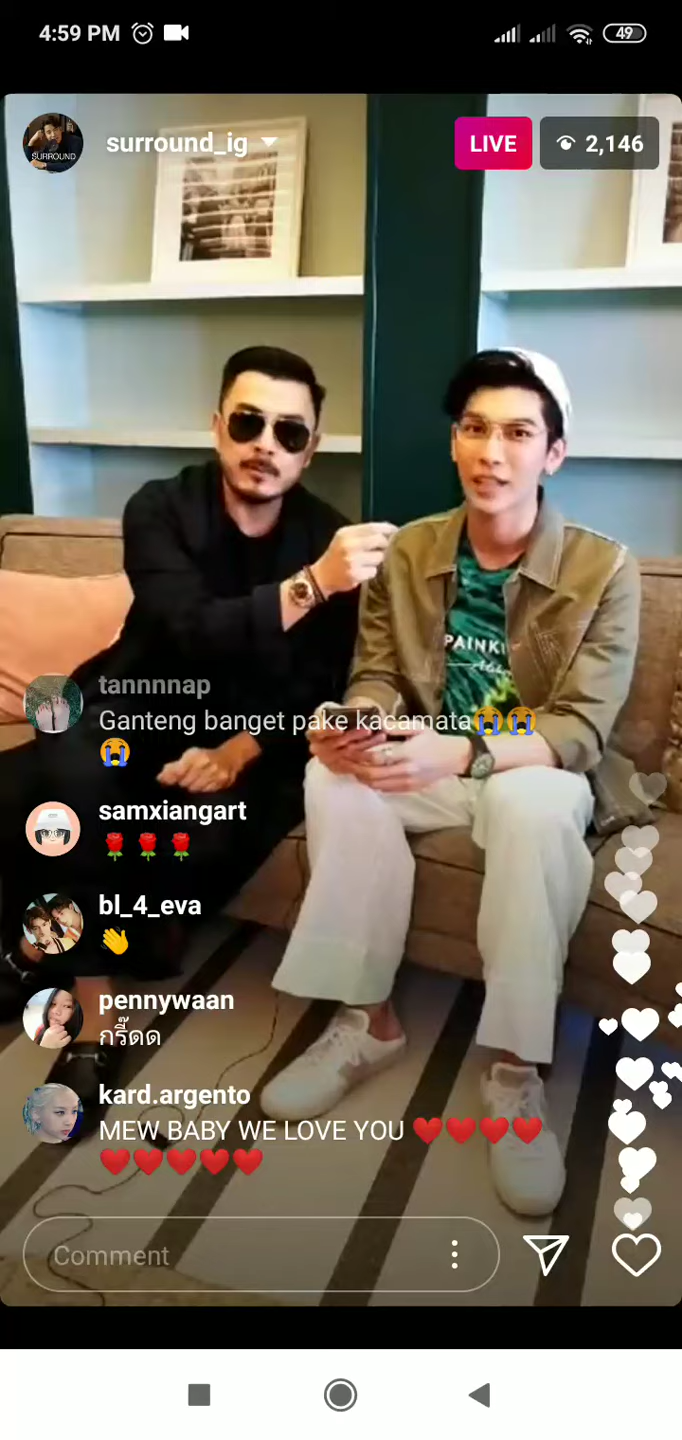 4:59 PM
49
SURROUND
surround_ig
LIVE
2,146
PAINK
tannnnap
Ganteng banget pake kacamata😭😭
😭
samxiangart
🌹🌹🌹
bl_4_eva
👏
pennywaan
กรี๊ดด
kard.argento
MEW BABY WE LOVE YOU ❤❤❤❤
❤❤❤❤❤
Comment